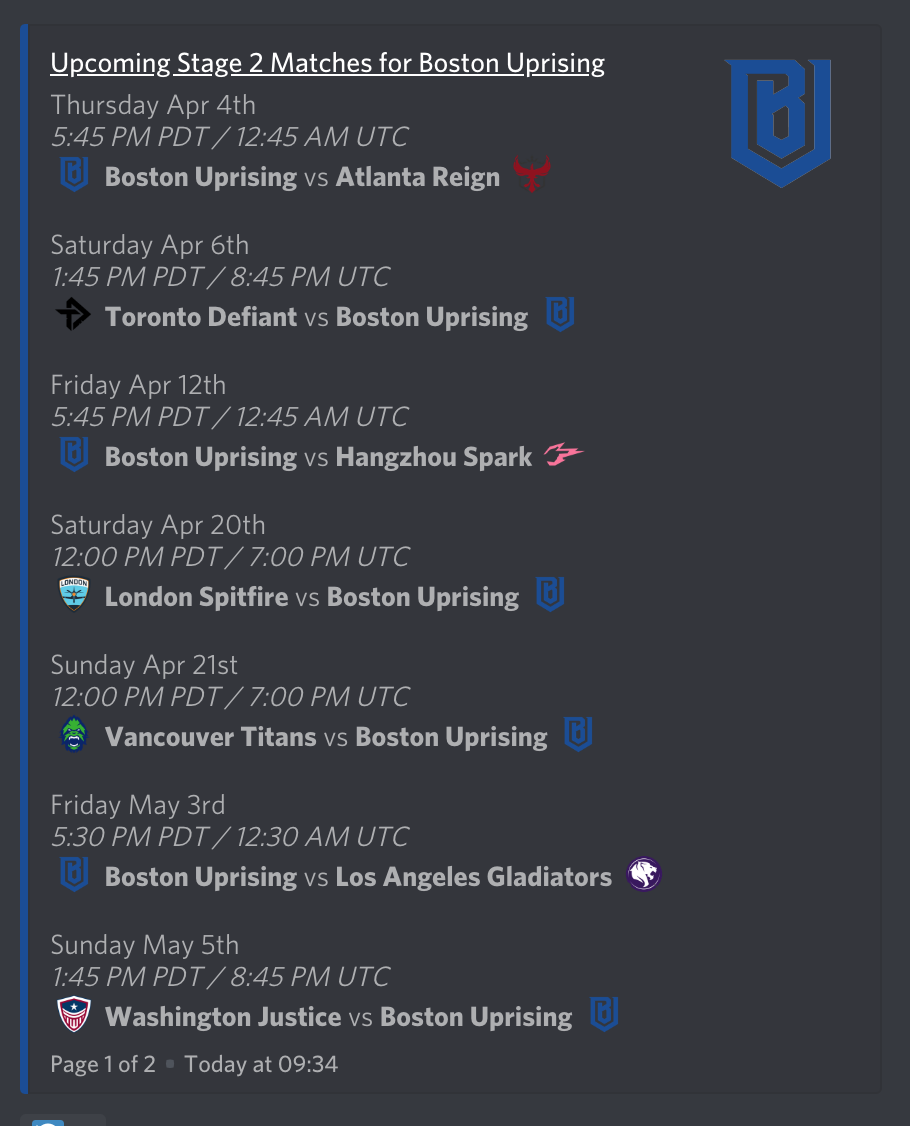 Upcoming Stage 2 Matches for Boston Uprising
Thursday Apr 4th
5:45 PM PDT / 12:45 AM UTC
Boston Uprising vs Atlanta Reign
Saturday Apr 6th
1:45 PM PDT / 8:45 PM UTC
Toronto Defiant vs Boston Uprising
Friday Apr 12th
5:45 PM PDT / 12:45 AM UTC
Boston Uprising vs Hangzhou Spark
Saturday Apr 20th
12:00 PM PDT / 7:00 PM UTC
LONDON
London Spitfire vs Boston Uprising
Sunday Apr 21st
12:00 PM PDT / 7:00 PM UTC
Vancouver Titans vs Boston Uprising
Friday May 3rd
5:30 PM PDT / 12:30 AM UTC
Boston Uprising vs Los Angeles Gladiators
Sunday May 5th
1:45 PM PDT / 8:45 PM UTC
Washington Justice vs Boston Uprising
Page 1 of 2 • Today at 09:34